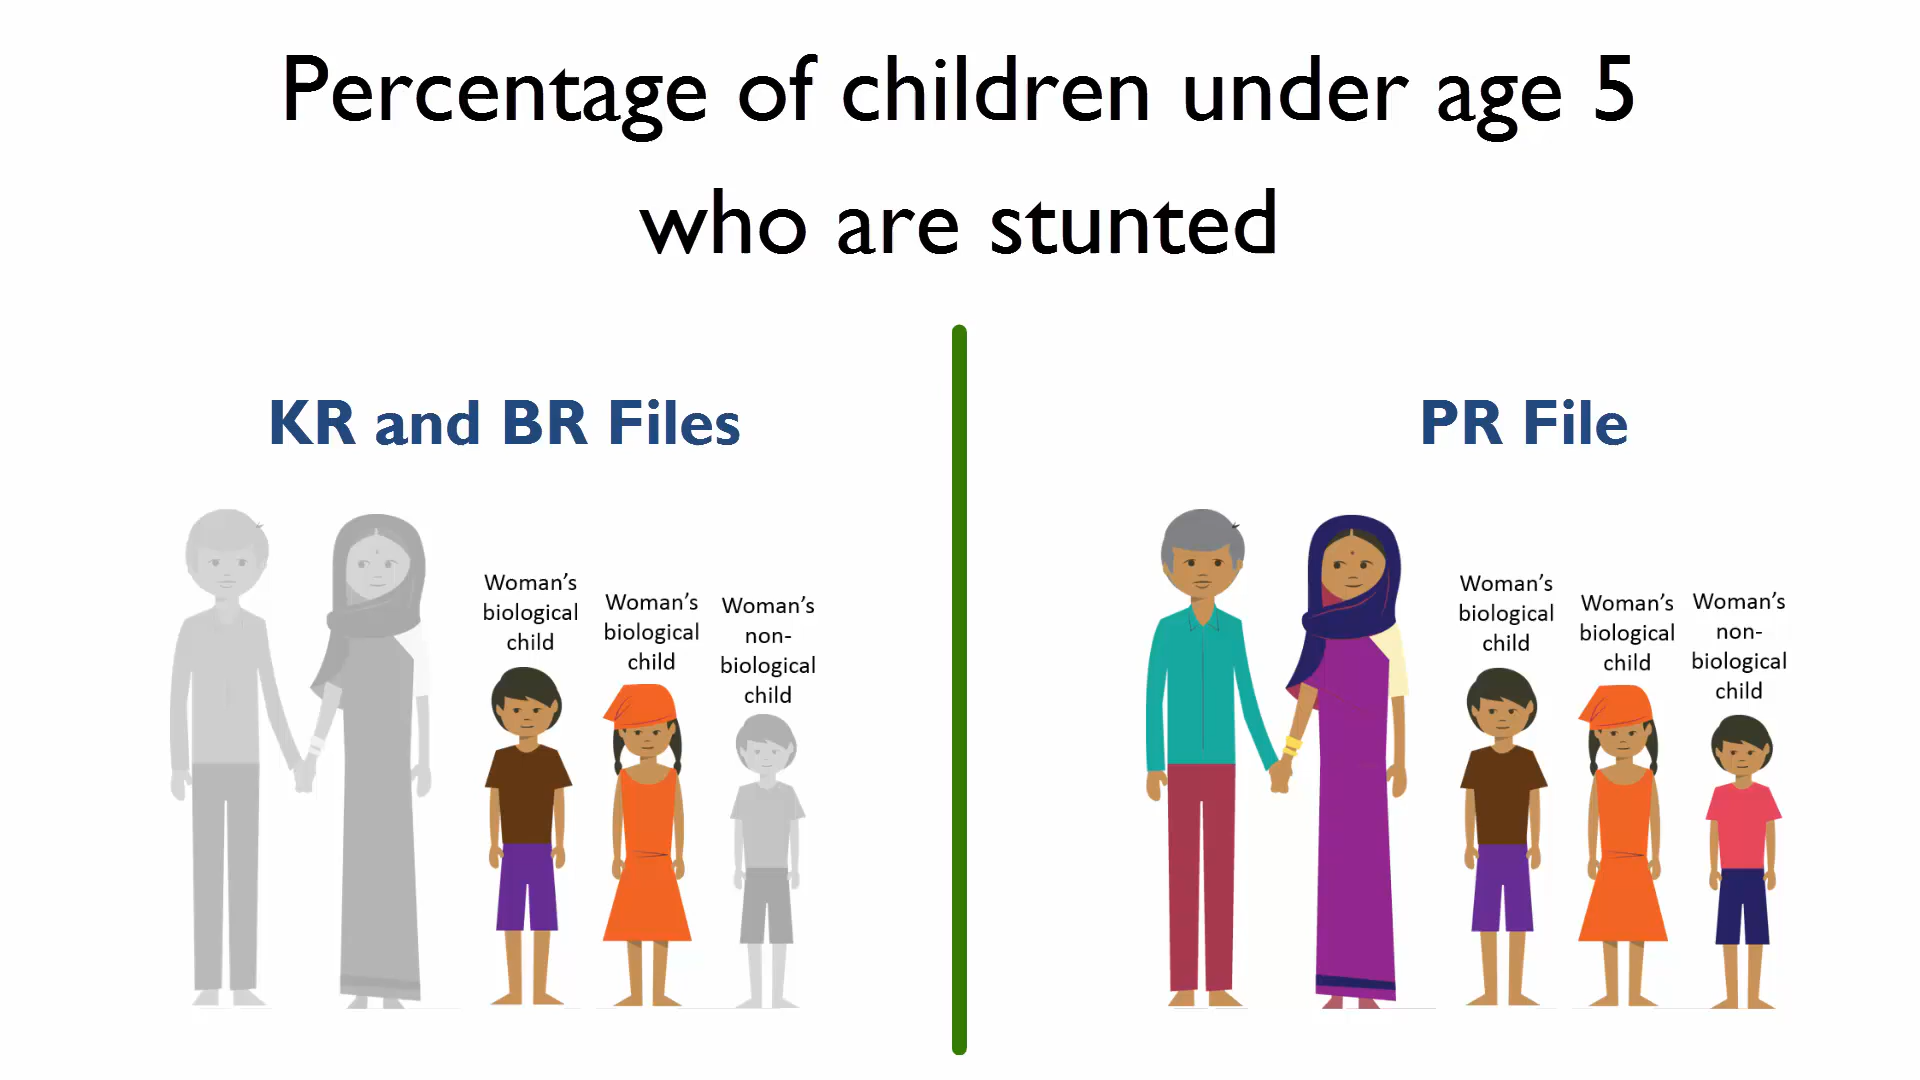 Percentage of children under age 5
who are stunted
KR and BR Files
Woman’s
biological
child
Woman’s
biological
child
Woman’s
non-
biological
child
PR File
Woman’s
biological
child
Woman’s
biological
child
Woman’s
non-
biological
child